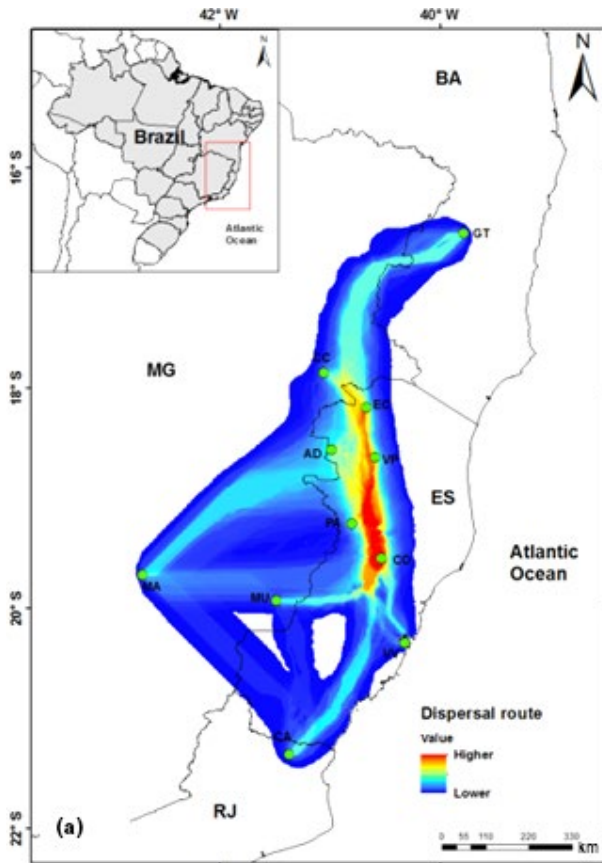 42° W 40° W
N
N
BA
Brazil
16° S
Atlantic
Ocean
GT
MG
18° S
EC
AD
VP
ES
PA
CO
Atlantic
Ocean
MA
MU
20° S
CA
Dispersal route
Value
Higher
Lower
RJ
(a)
22° S
0 55 110 220 330
km